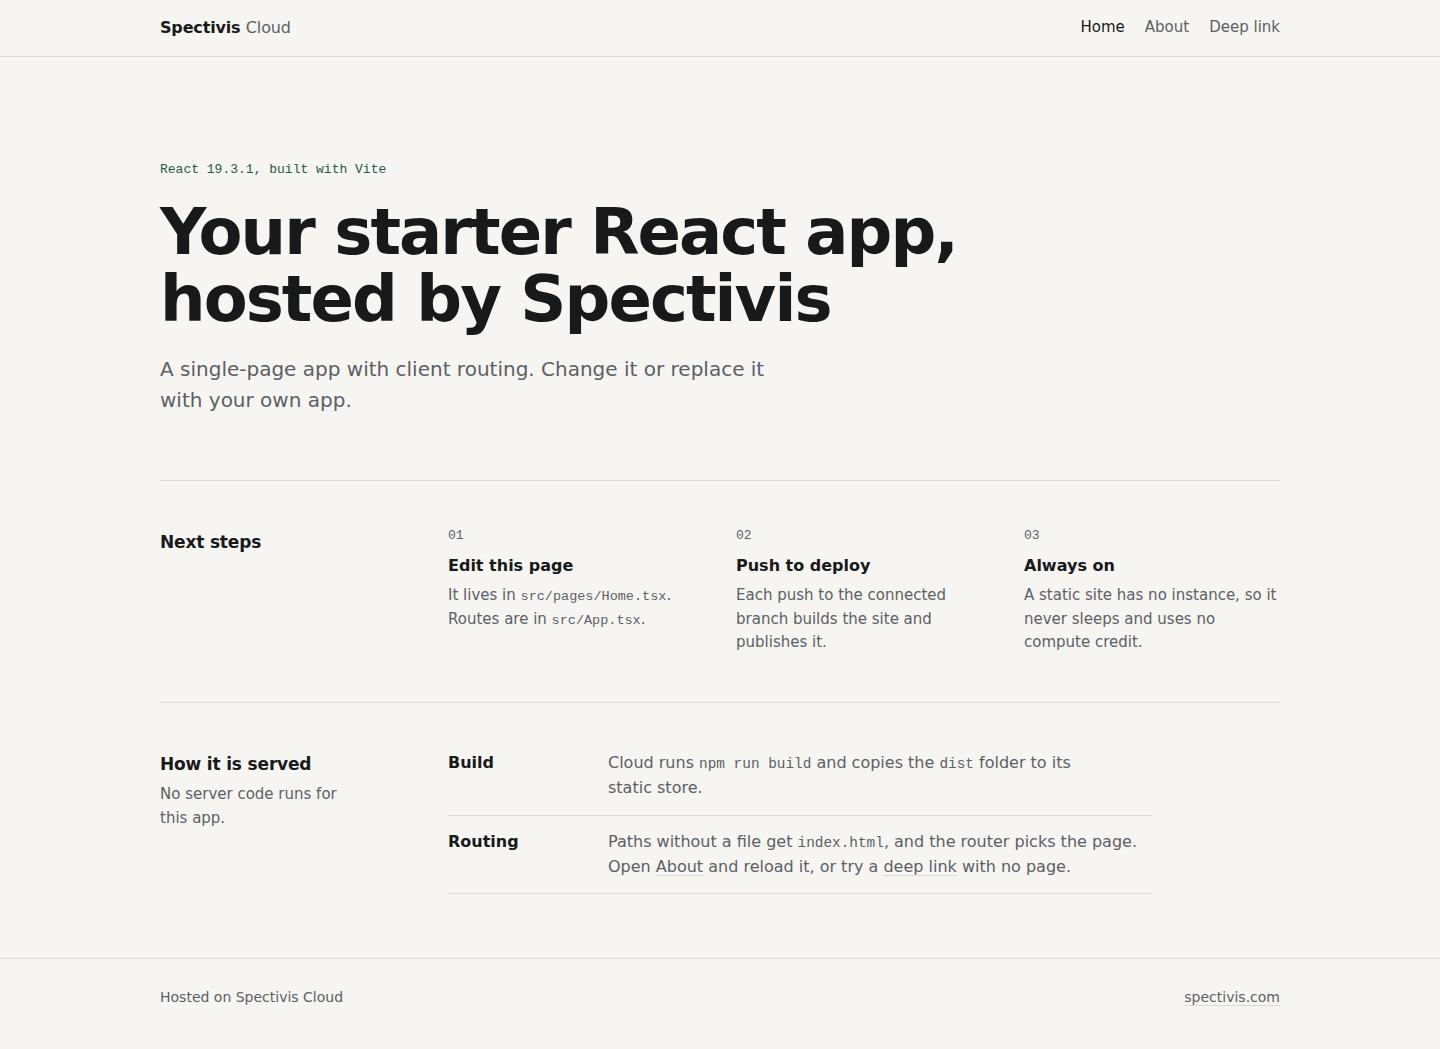 Spectivis Cloud
Home About Deep link
React 19.3.1, built with Vite
Your starter React app,
hosted by Spectivis
A single-page app with client routing. Change it or replace it
with your own app.
Next steps
01
Edit this page
It lives in src/pages/Home.tsx.
Routes are in src/App.tsx.
02
Push to deploy
Each push to the connected
branch builds the site and
publishes it.
03
Always on
A static site has no instance, so it
never sleeps and uses no
compute credit.
How it is served
No server code runs for
this app.
Build
Cloud runs npm run build and copies the dist folder to its
static store.
Routing
Paths without a file get index.html, and the router picks the page.
Open About and reload it, or try a deep link with no page.
Hosted on Spectivis Cloud
spectivis.com